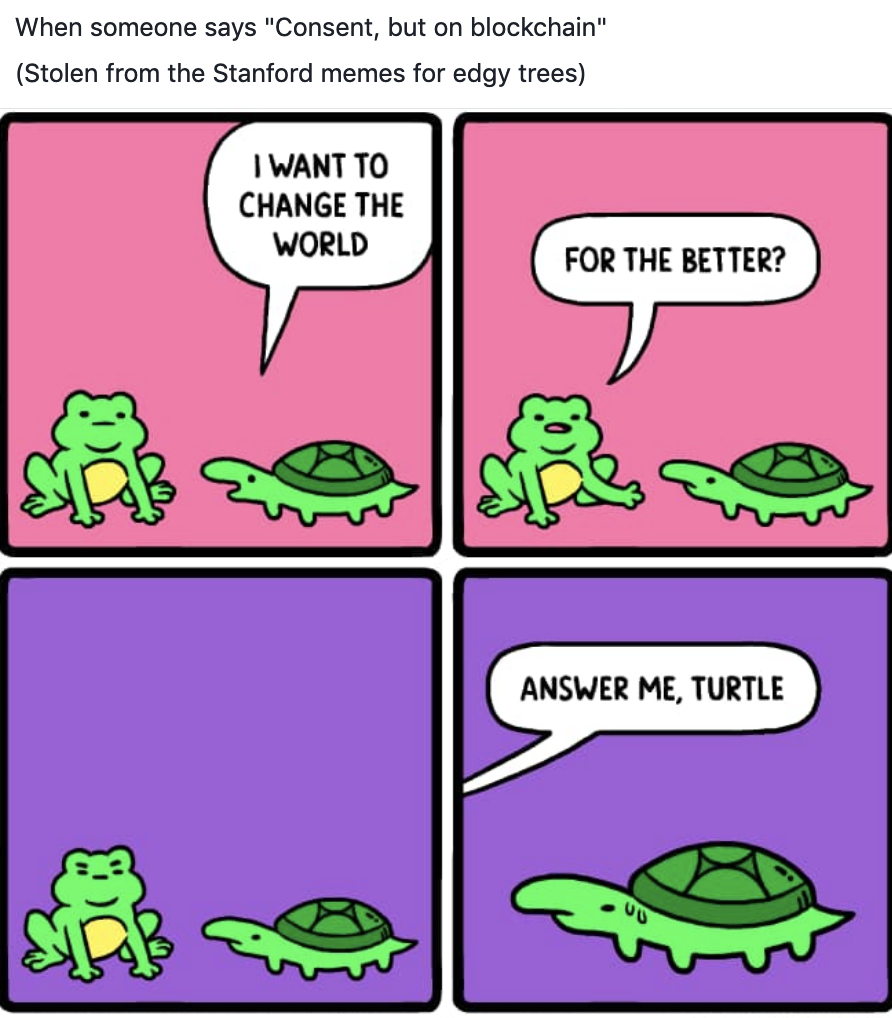 When someone says "Consent, but on blockchain"
(Stolen from the Stanford memes for edgy trees)
I WANT TO
CHANGE THE
WORLD
FOR THE BETTER?
ANSWER ME, TURTLE